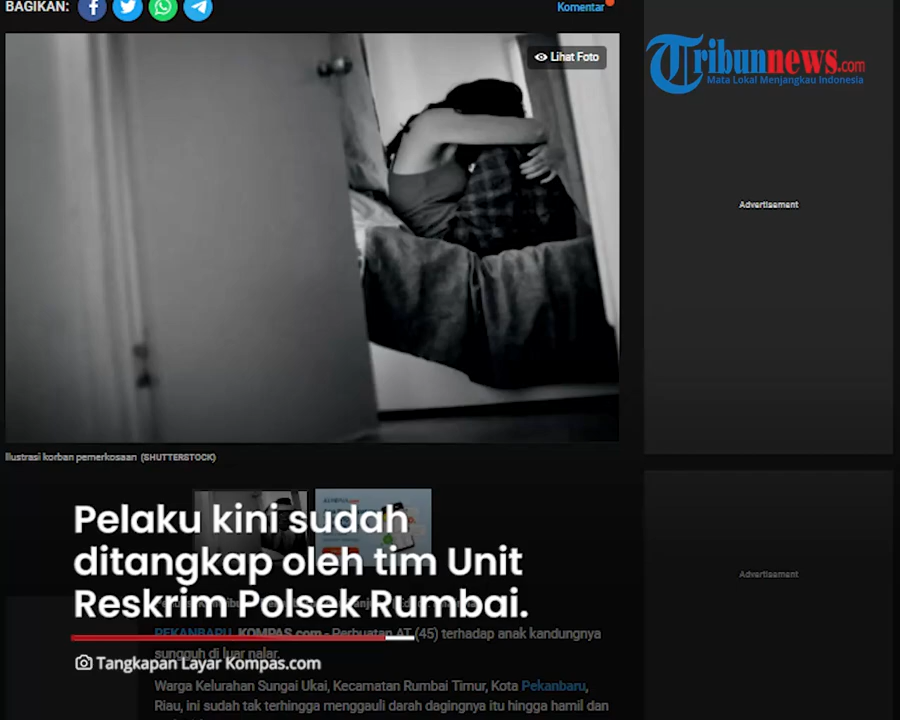 BAGIKAN:
Komentar
Lihat Foto
Tribunnews.com
Mata Lokal Menjangkau Indonesia
Advertisement
Ilustrasi korban pemerkosaan (SHUTTERSTOCK)
Pelaku kini sudah
ditangkap oleh tim Unit
Reskrim Polsek Rumbai.
Advertisement
PEKANBARU, KOMPAS.com - Perbuatan AT (45) terhadap anak kandungnya
sungguh di luar nalar.
Tangkapan Layar Kompas.com
Warga Kelurahan Sungai Ukai, Kecamatan Rumbai Timur, Kota Pekanbaru,
Riau, ini sudah tak terhingga menggauli darah dagingnya itu hingga hamil dan